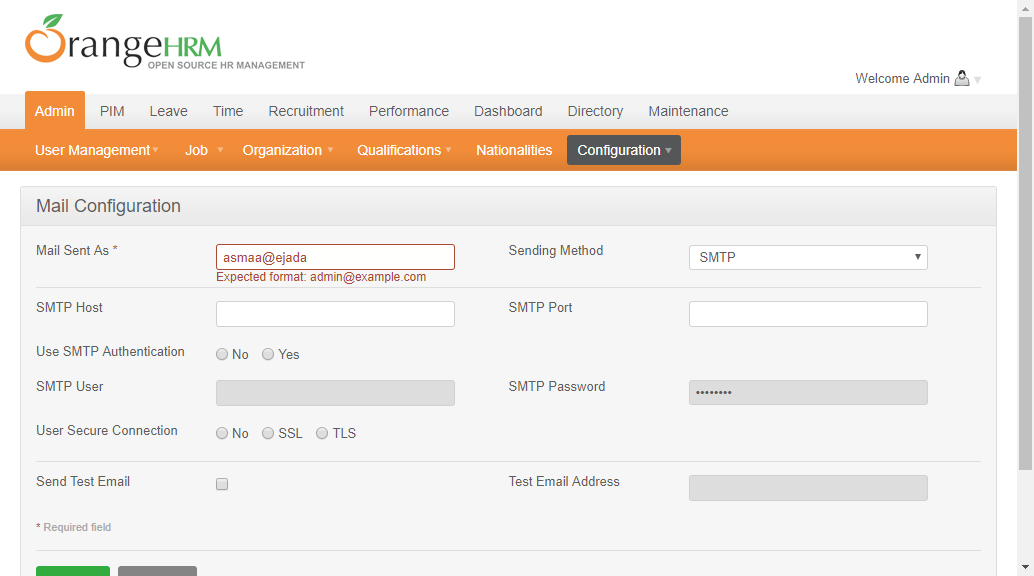 OrangeHRM
OPEN SOURCE HR MANAGEMENT
Welcome Admin
Admin PIM Leave Time Recruitment Performance Dashboard Directory Maintenance
User Management Job Organization Qualifications Nationalities Configuration
Mail Configuration
Mail Sent As * asmaa@ejada Sending Method SMTP
Expected format: admin@example.com
SMTP Host SMTP Port
Use SMTP Authentication No Yes
SMTP User SMTP Password ••••••••
User Secure Connection No SSL TLS
Send Test Email Test Email Address
* Required field